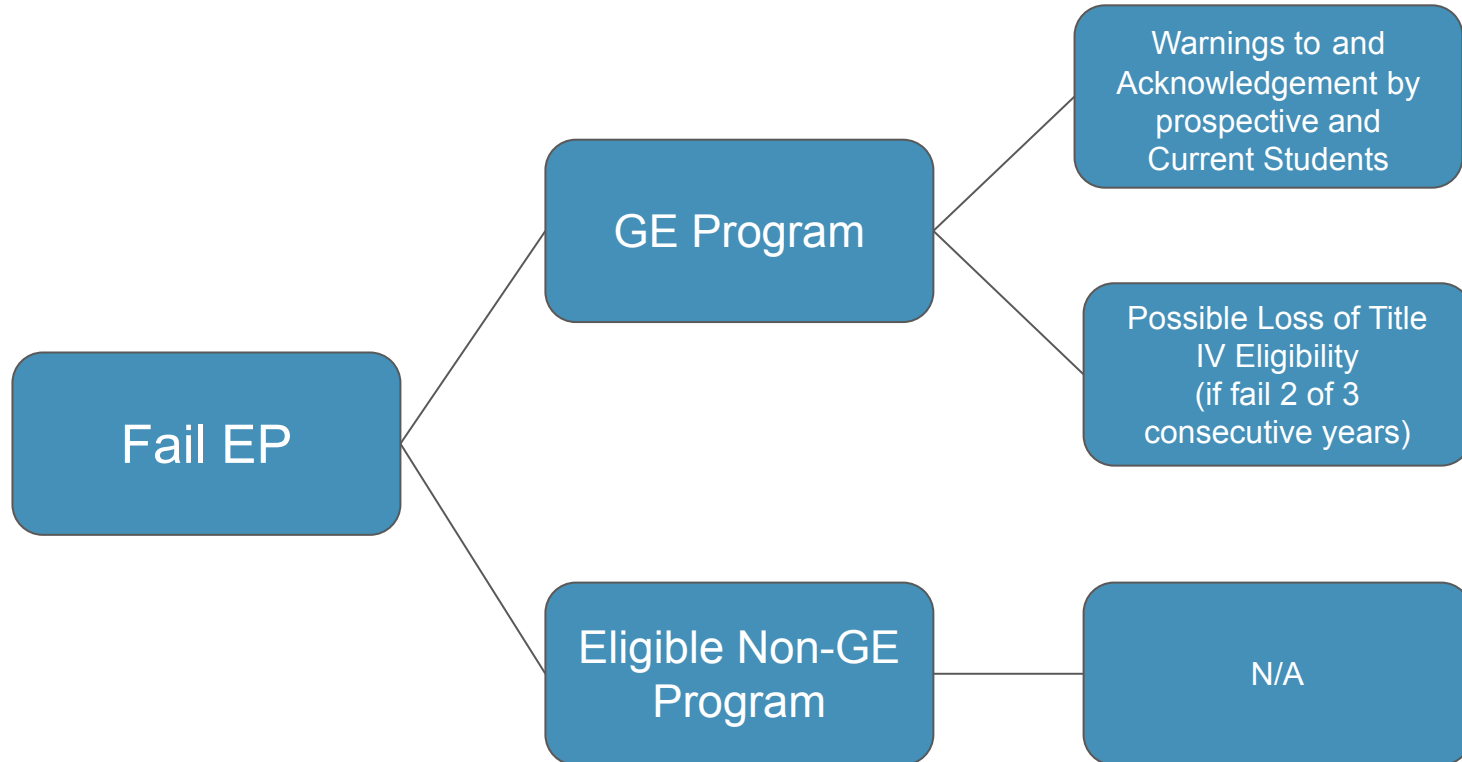 Warnings to and
Acknowledgement by
prospective and
Current Students
GE Program
Possible Loss of Title
IV Eligibility
(if fail 2 of 3
consecutive years)
Fail EP
Eligible Non-GE
Program
N/A